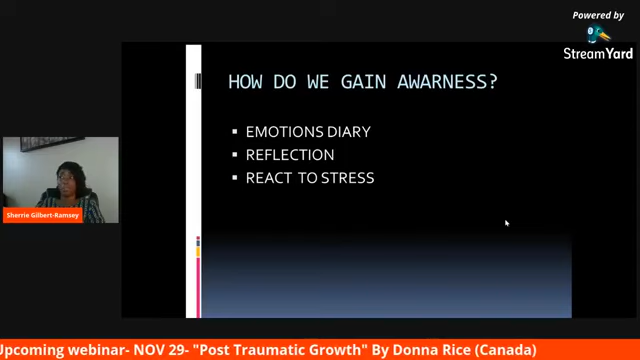 Powered by
StreamYard
HOW DO WE GAIN AWARNESS?
EMOTIONS DIARY
REFLECTION
REACT TO STRESS
Sherrie Gilbert-Ramsey
Upcoming webinar- NOV 29- "Post Traumatic Growth" By Donna Rice (Canada)